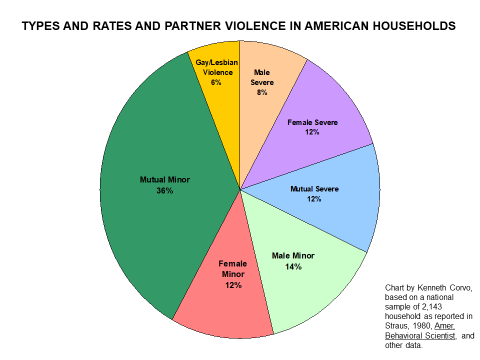 TYPES AND RATES AND PARTNER VIOLENCE IN AMERICAN HOUSEHOLDS
Gay/Lesbian
Violence
6%
Male
Severe
8%
Female Severe
12%
Mutual Severe
12%
Male Minor
14%
Female
Minor
12%
Mutual Minor
36%
Chart by Kenneth Corvo,
based on a national
sample of 2,143
household as reported in
Straus, 1980, Amer.
Behavioral Scientist, and
other data.